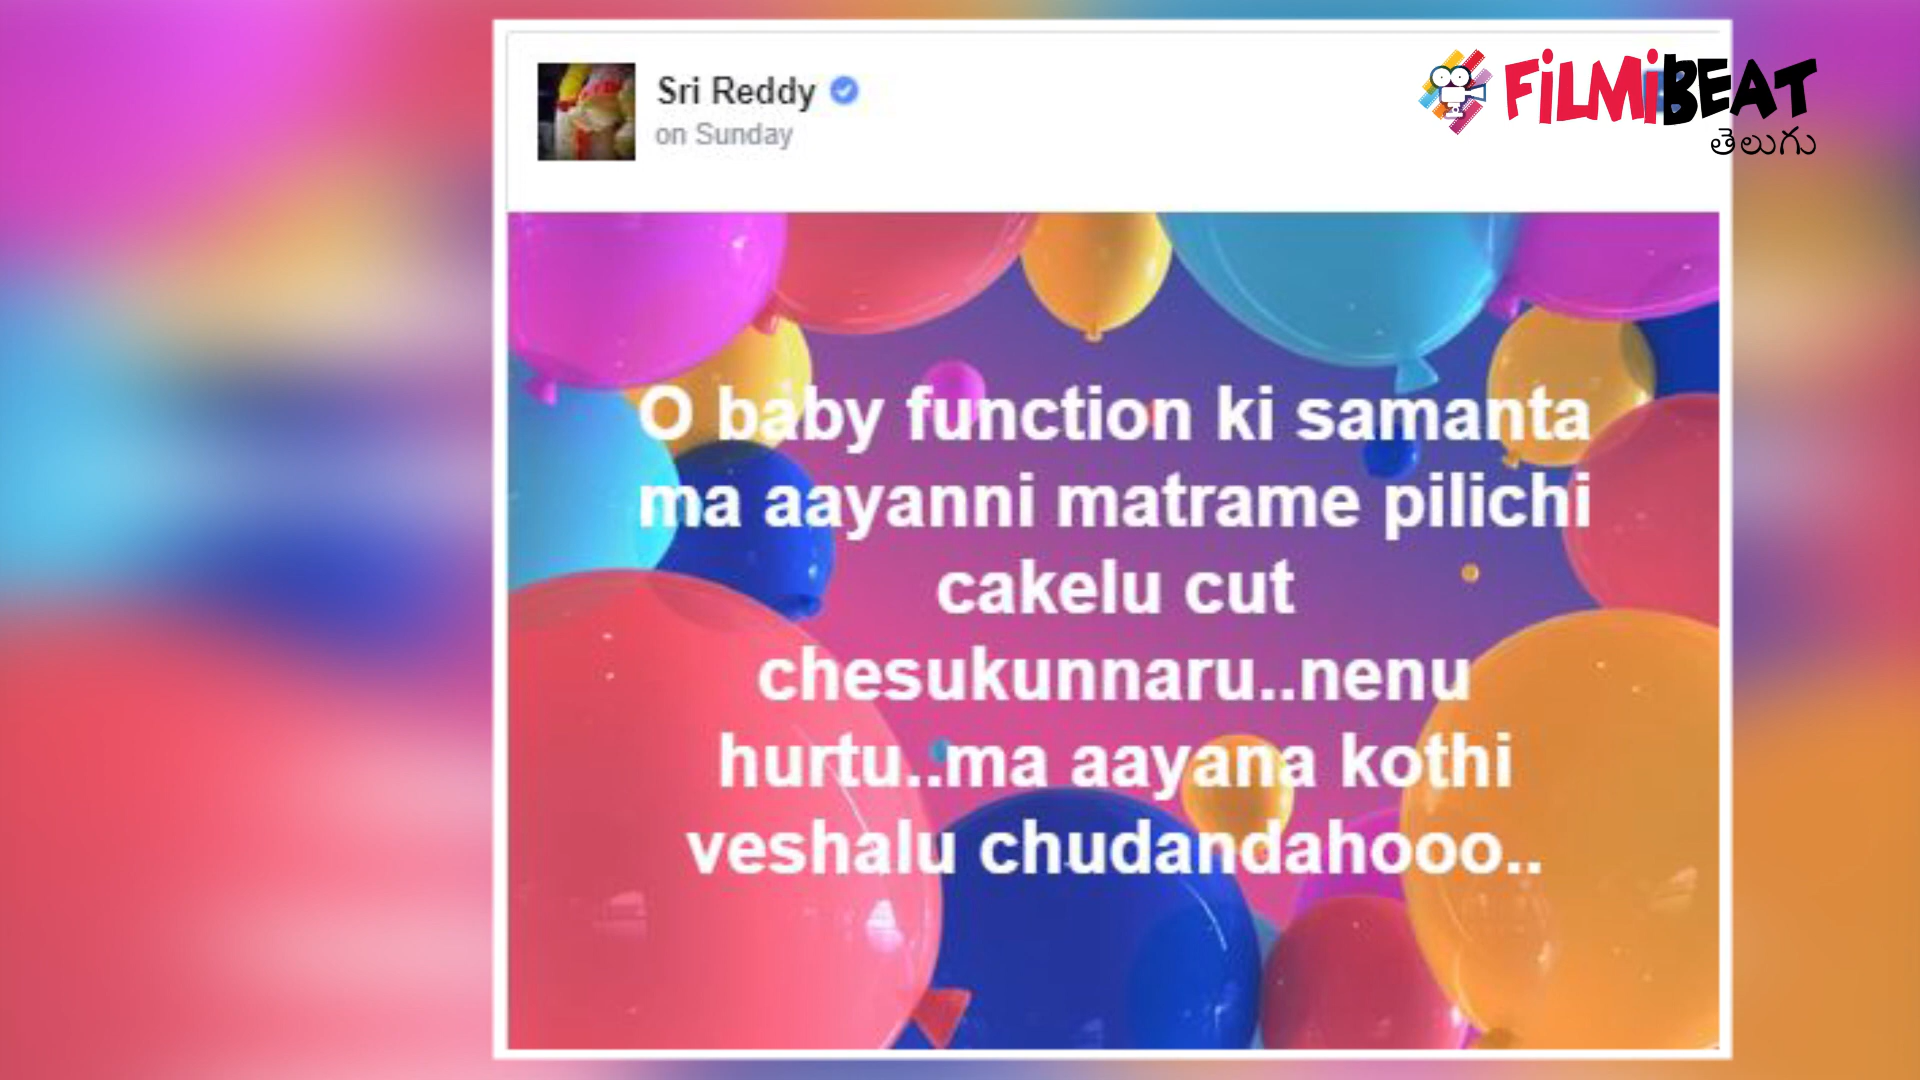 Sri Reddy
on Sunday
FiLMiBEAT
తెలుగు
O baby function ki samanta
ma aayanni matrame pilichi
cakelu cut
chesukunnaru..nenu
hurtu..ma aayana kothi
veshalu chudandahooo..